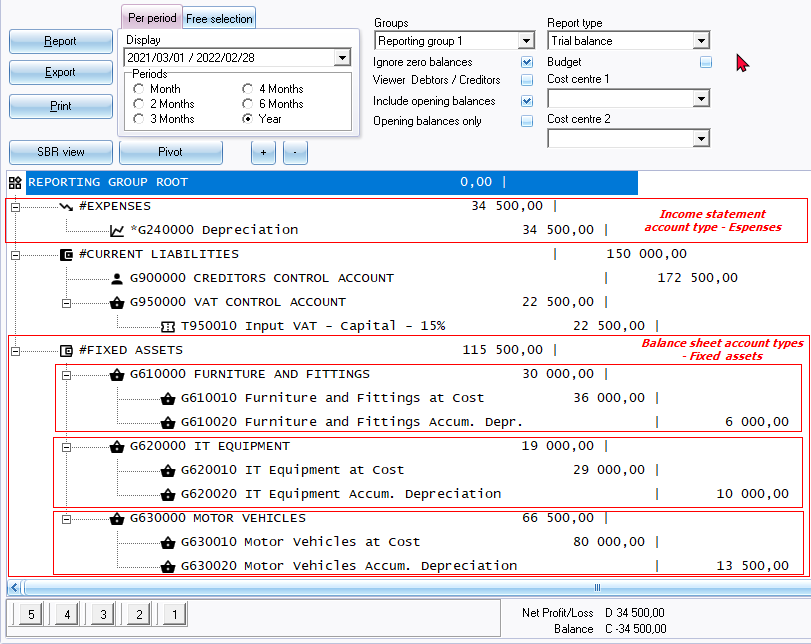 Per period
Free selection
Report
Export
Print
SBR view
Pivot
+
-
Display
2021/03/01 / 2022/02/28
Periods
Month
4 Months
2 Months
6 Months
3 Months
Year
Groups
Reporting group 1
Ignore zero balances
Viewer Debtors / Creditors
Include opening balances
Opening balances only
Report type
Trial balance
Budget
Cost centre 1
Cost centre 2
REPORTING GROUP ROOT 0,00 |
#EXPENSES 34 500,00 |
*G240000 Depreciation 34 500,00 |
Income statement
account type - Espenses
#CURRENT LIABILITIES | 150 000,00
G900000 CREDITORS CONTROL ACCOUNT | 172 500,00
G950000 VAT CONTROL ACCOUNT 22 500,00 |
T950010 Input VAT - Capital - 15% 22 500,00 |
#FIXED ASSETS 115 500,00 |
Balance sheet account types
- Fixed assets
G610000 FURNITURE AND FITTINGS 30 000,00 |
G610010 Furniture and Fittings at Cost 36 000,00 |
G610020 Furniture and Fittings Accum. Depr. | 6 000,00
G620000 IT EQUIPMENT 19 000,00 |
G620010 IT Equipment at Cost 29 000,00 |
G620020 IT Equipment Accum. Depreciation | 10 000,00
G630000 MOTOR VEHICLES 66 500,00 |
G630010 Motor Vehicles at Cost 80 000,00 |
G630020 Motor Vehicles Accum. Depreciation | 13 500,00
5 4 3 2 1
Net Profit/Loss D 34 500,00
Balance C -34 500,00